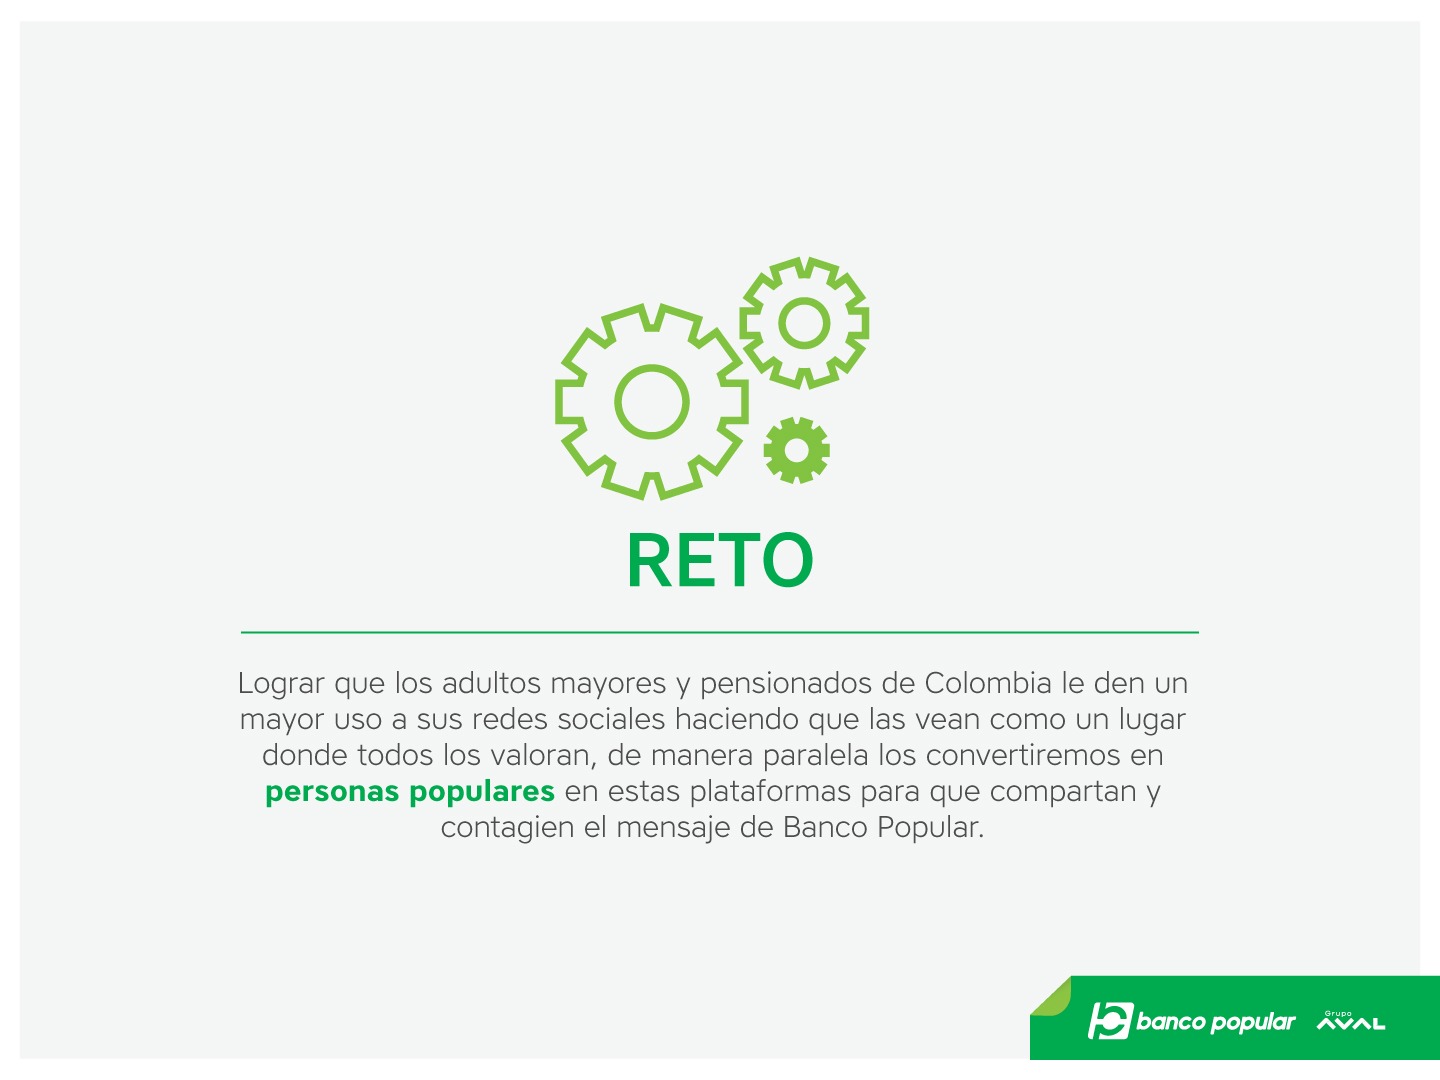 RETO
Lograr que los adultos mayores y pensionados de Colombia le den un
mayor uso a sus redes sociales haciendo que las vean como un lugar
donde todos los valoran, de manera paralela los convertiremos en
personas populares en estas plataformas para que compartan y
contagien el mensaje de Banco Popular.
banco popular
Grupo
AVAL